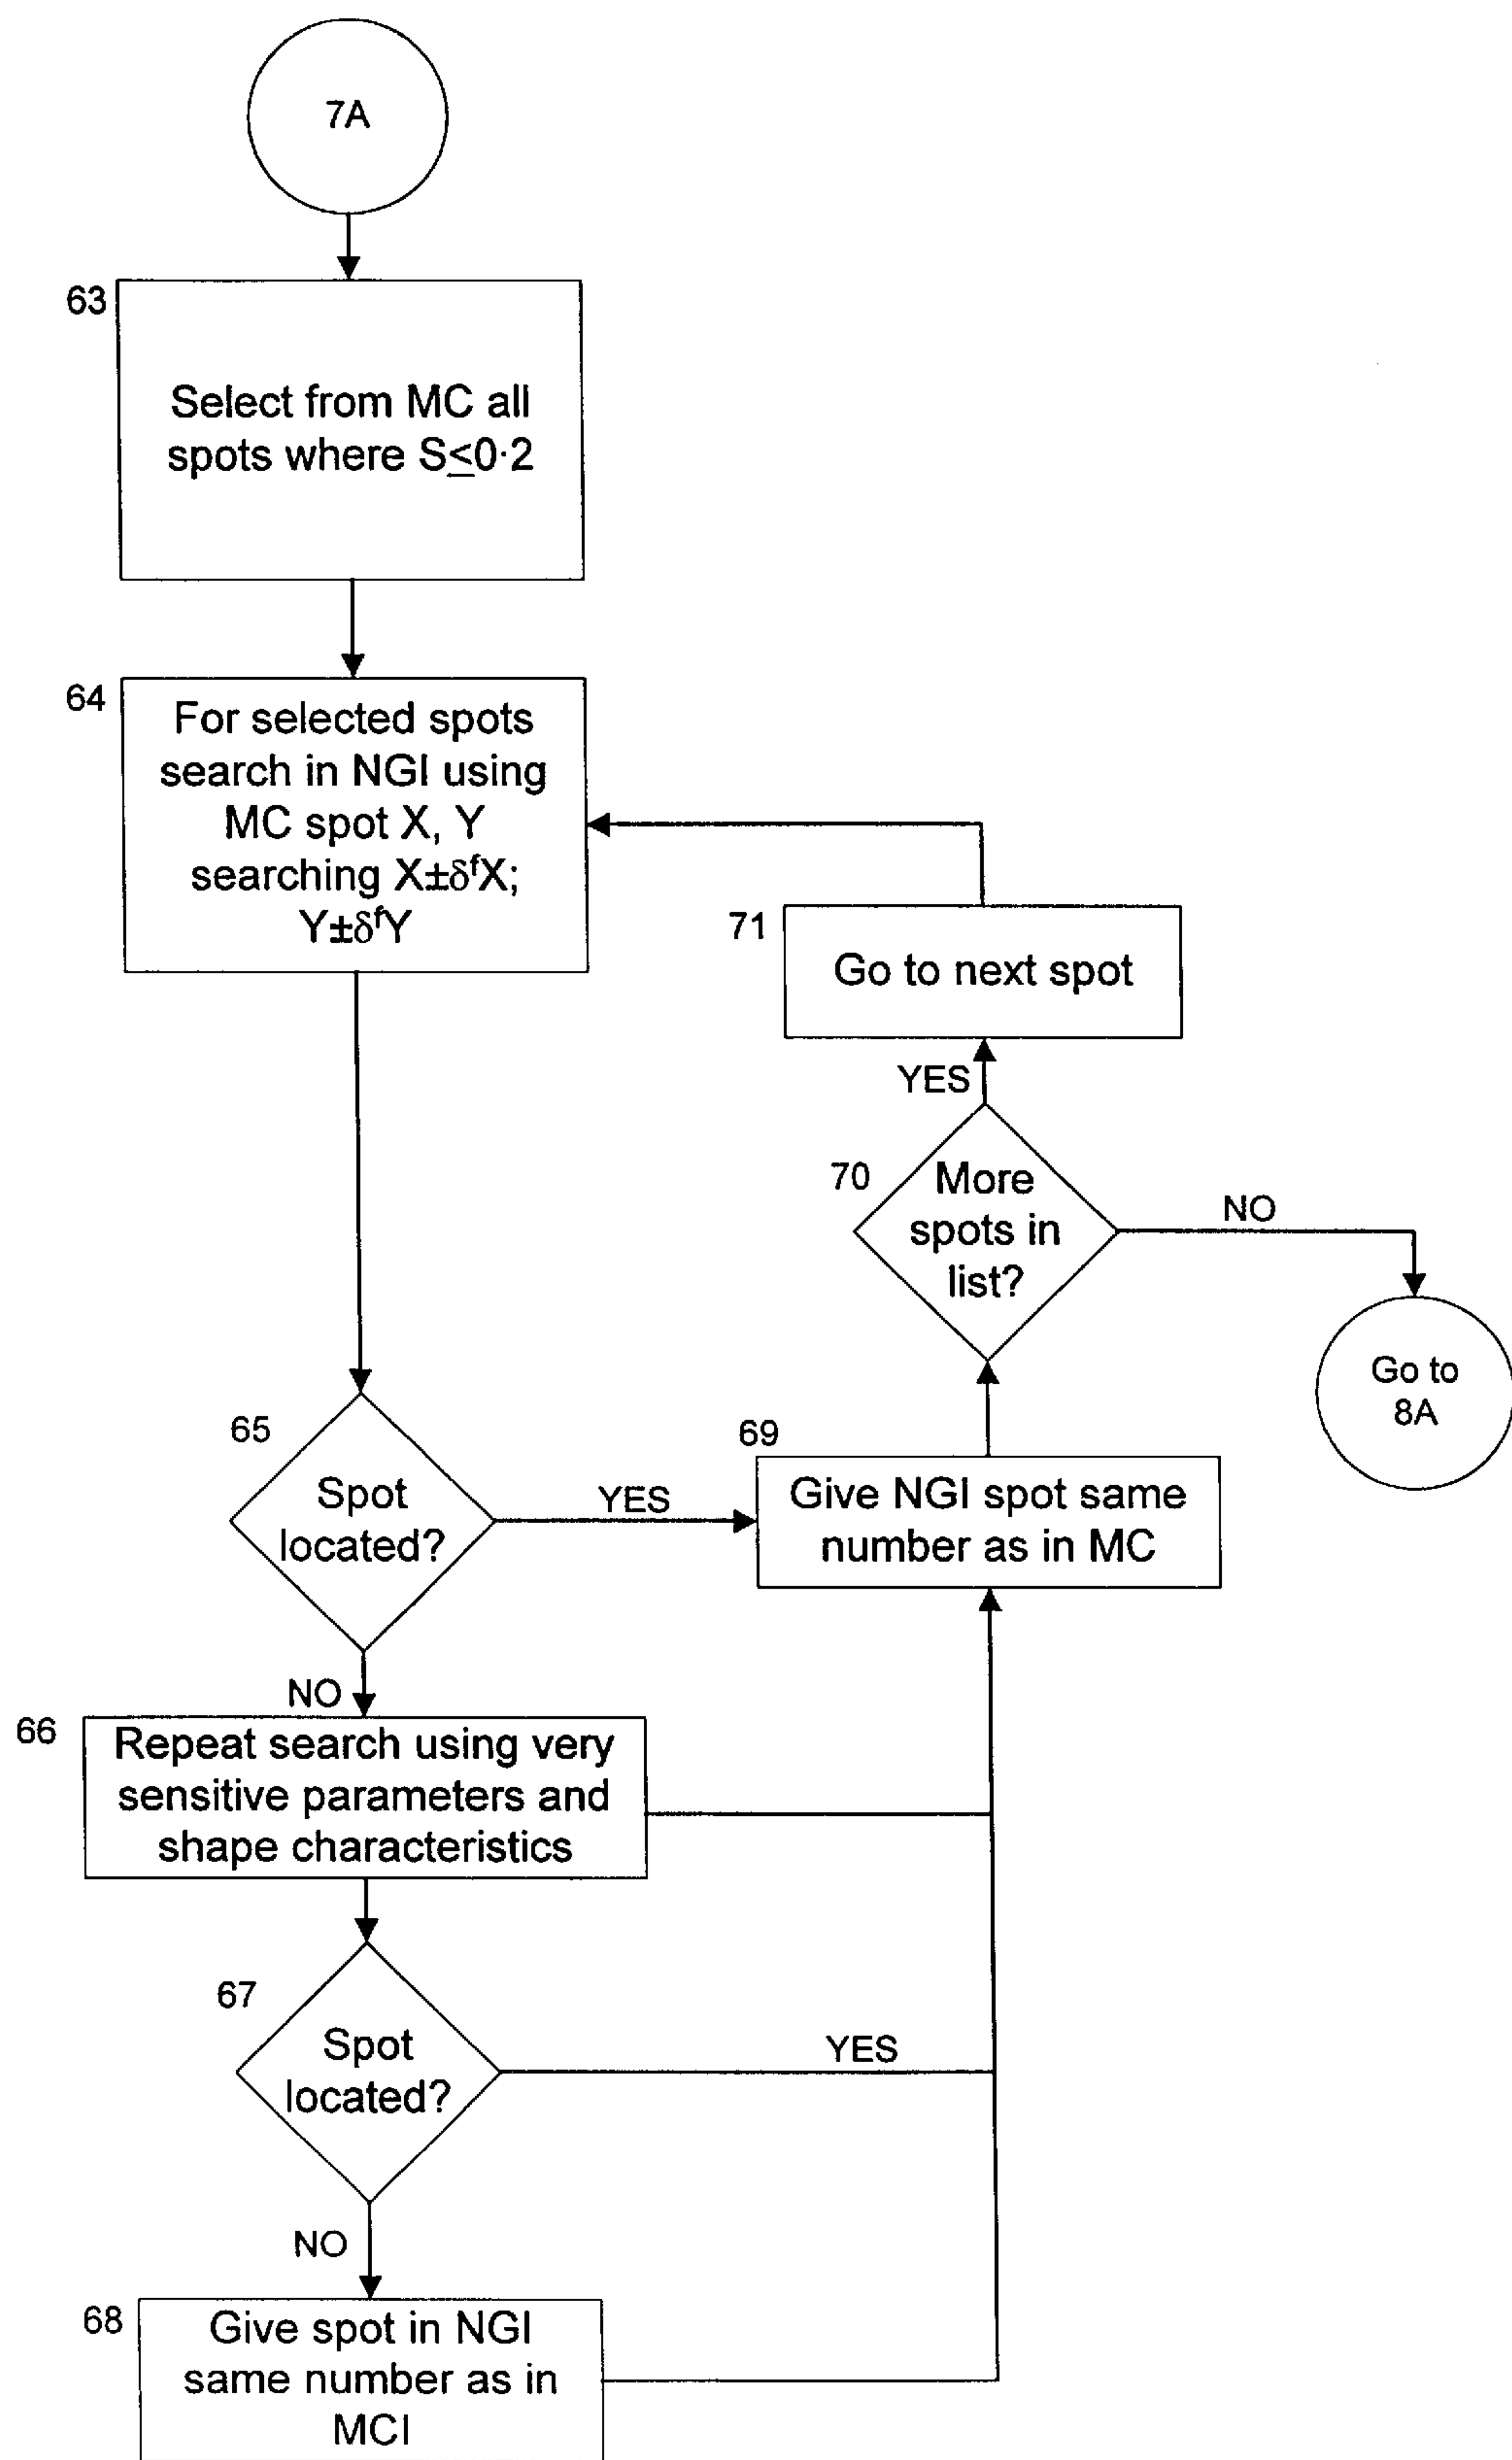 7A
63
Select from MC all
spots where S≤0·2
64
For selected spots
search in NGI using
MC spot X, Y
searching X±δᶠX;
Y±δᶠY
71
Go to next spot
YES
70
More
spots in
list?
NO
Go to
8A
65
Spot
located?
YES
69
Give NGI spot same
number as in MC
NO
66
Repeat search using very
sensitive parameters and
shape characteristics
67
Spot
located?
YES
NO
68
Give spot in NGI
same number as in
MCI